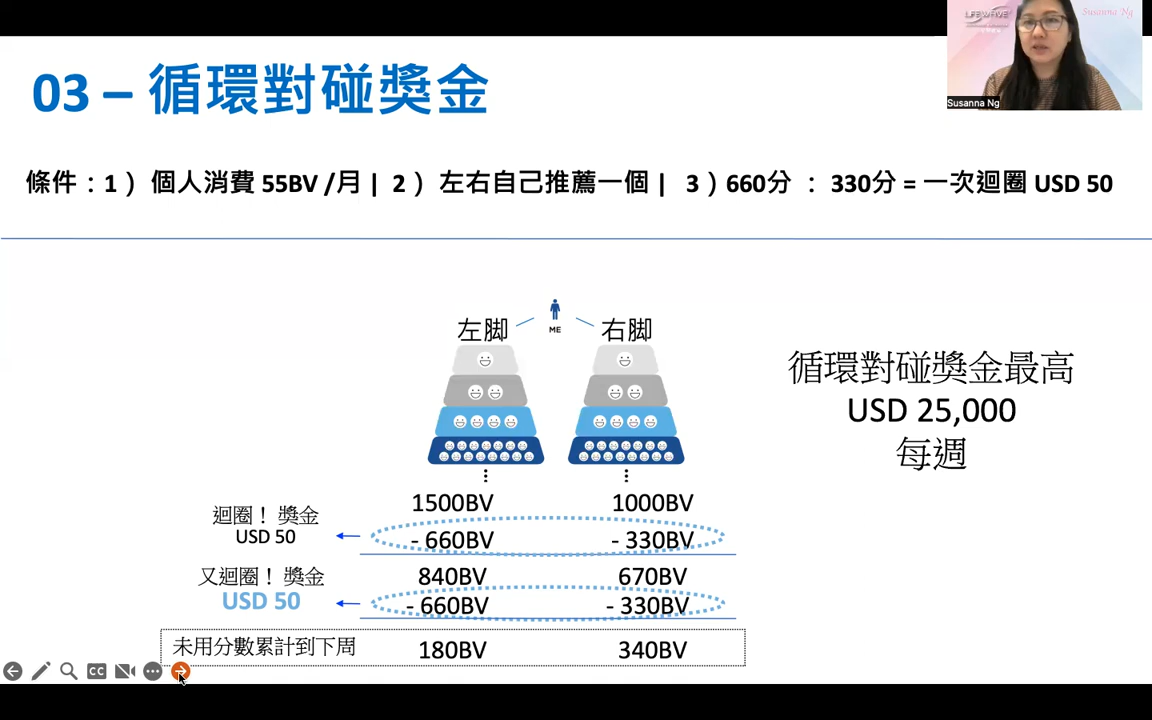 LIFEWAVE
Susanna Ng
Susanna Ng
03 – 循環對碰獎金
條件：1） 個人消費 55BV /月 | 2） 左右自己推薦一個 | 3）660分 ： 330分 = 一次迴圈 USD 50
ME
左脚 右脚
循環對碰獎金最高
USD 25,000
每週
1500BV 1000BV
迴圈！ 獎金
USD 50
- 660BV - 330BV
840BV 670BV
又迴圈！ 獎金
USD 50
- 660BV - 330BV
未用分數累計到下周 180BV 340BV
CC